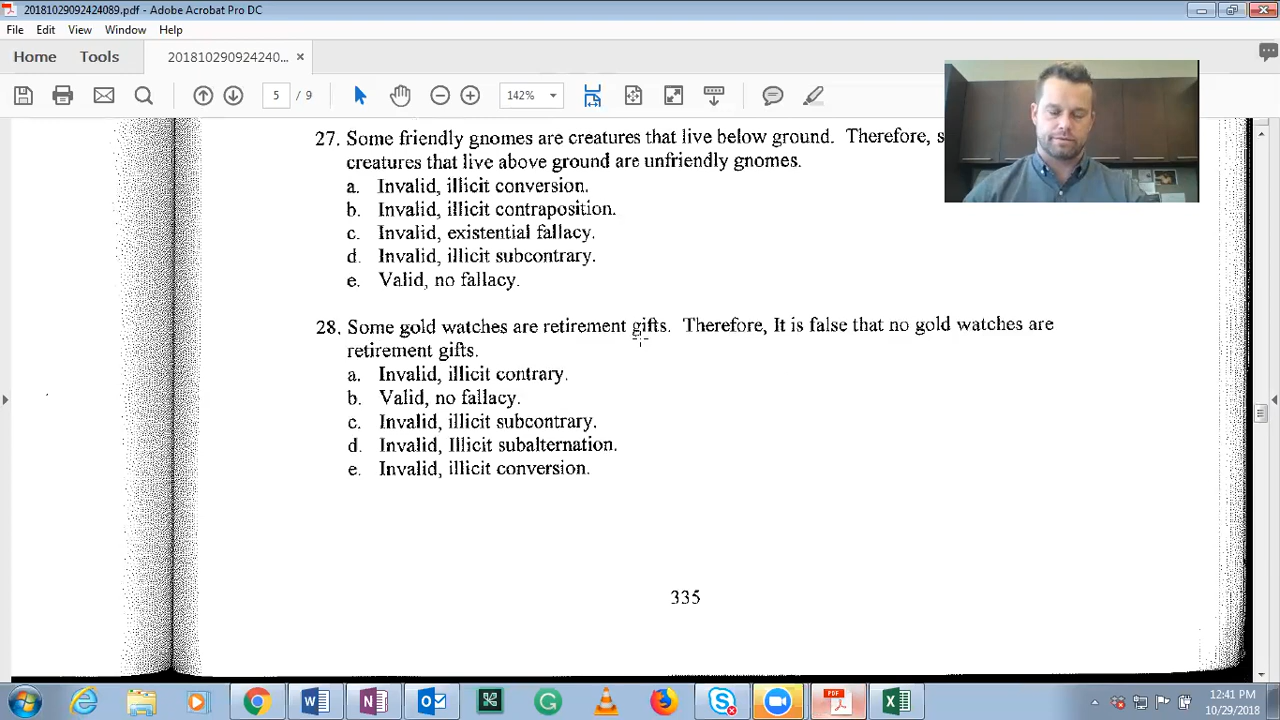 20181029092424089.pdf - Adobe Acrobat Pro DC
File Edit View Window Help
Home Tools 201810290924240... ×
5 / 9 142%
27. Some friendly gnomes are creatures that live below ground. Therefore, s
creatures that live above ground are unfriendly gnomes.
a. Invalid, illicit conversion.
b. Invalid, illicit contraposition.
c. Invalid, existential fallacy.
d. Invalid, illicit subcontrary.
e. Valid, no fallacy.
28. Some gold watches are retirement gifts. Therefore, It is false that no gold watches are
retirement gifts.
a. Invalid, illicit contrary.
b. Valid, no fallacy.
c. Invalid, illicit subcontrary.
d. Invalid, Illicit subalternation.
e. Invalid, illicit conversion.
335
12:41 PM
10/29/2018